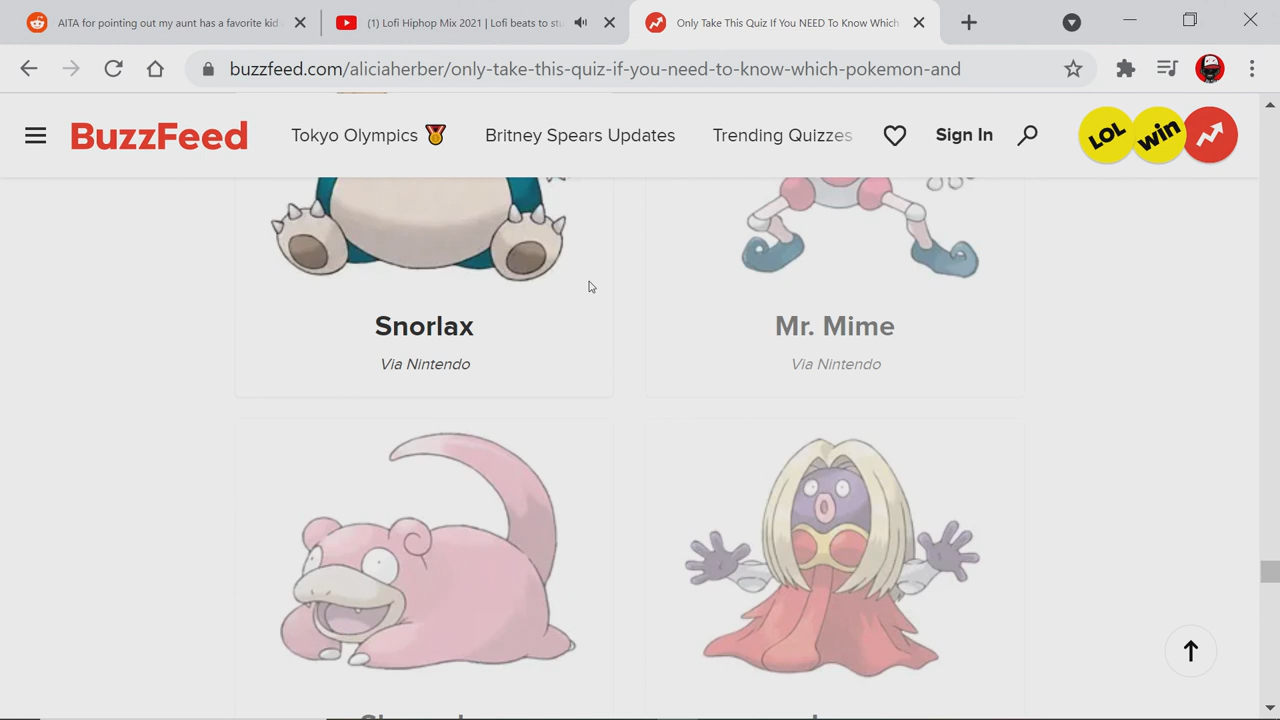 AITA for pointing out my aunt has a favorite kid
(1) Lofi Hiphop Mix 2021 | Lofi beats to stu
Only Take This Quiz If You NEED To Know Which
buzzfeed.com/aliciaherber/only-take-this-quiz-if-you-need-to-know-which-pokemon-and
BuzzFeed
Tokyo Olympics
Britney Spears Updates
Trending Quizzes
Sign In
LOL
win
Snorlax
Via Nintendo
Mr. Mime
Via Nintendo